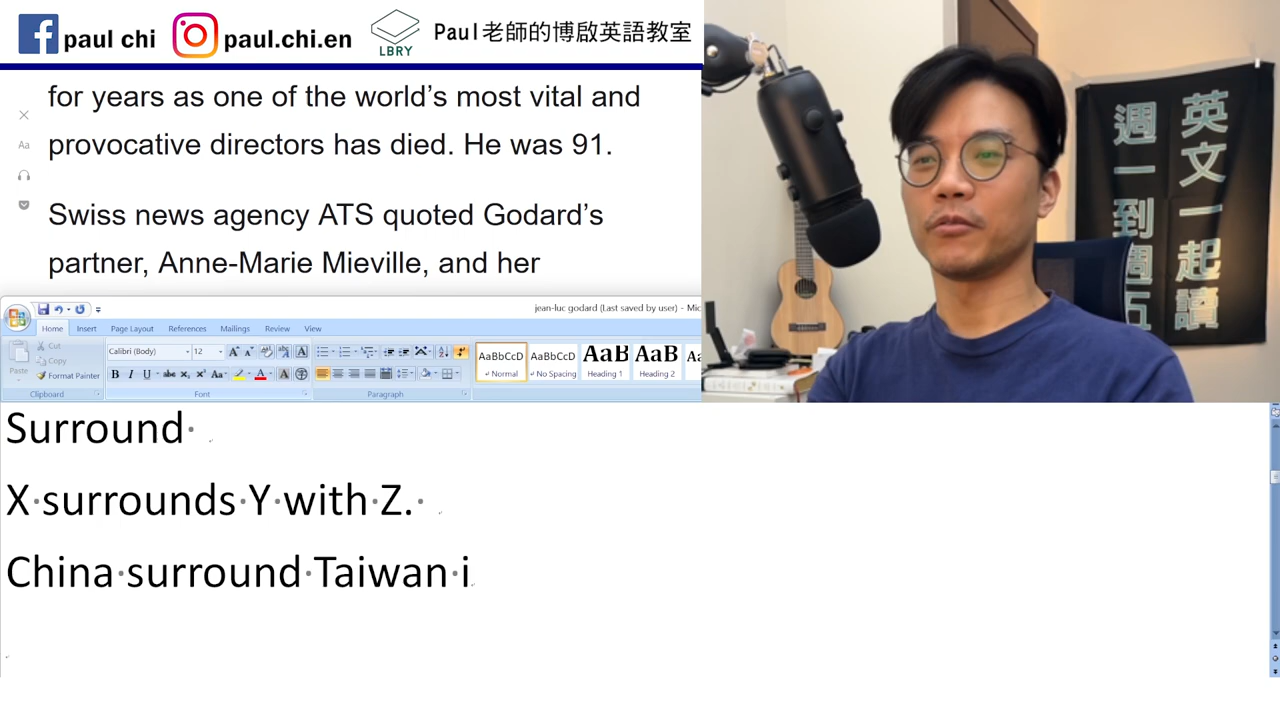 paul chi
paul.chi.en
LBRY
Paul老師的博啟英語教室
for years as one of the world's most vital and
provocative directors has died. He was 91.
Swiss news agency ATS quoted Godard's
partner, Anne-Marie Mieville, and her
Aa
jean-luc godard (Last saved by user) - Mic
Home Insert Page Layout References Mailings Review View
Paste
Cut
Copy
Format Painter
Calibri (Body) 12
AaBbCcD AaBbCcD AaBb AaBb Aa
Normal No Spacing Heading 1 Heading 2
Clipboard Font Paragraph
Surround
X surrounds Y with Z.
China surround Taiwan i
英文一起讀
週一到週五